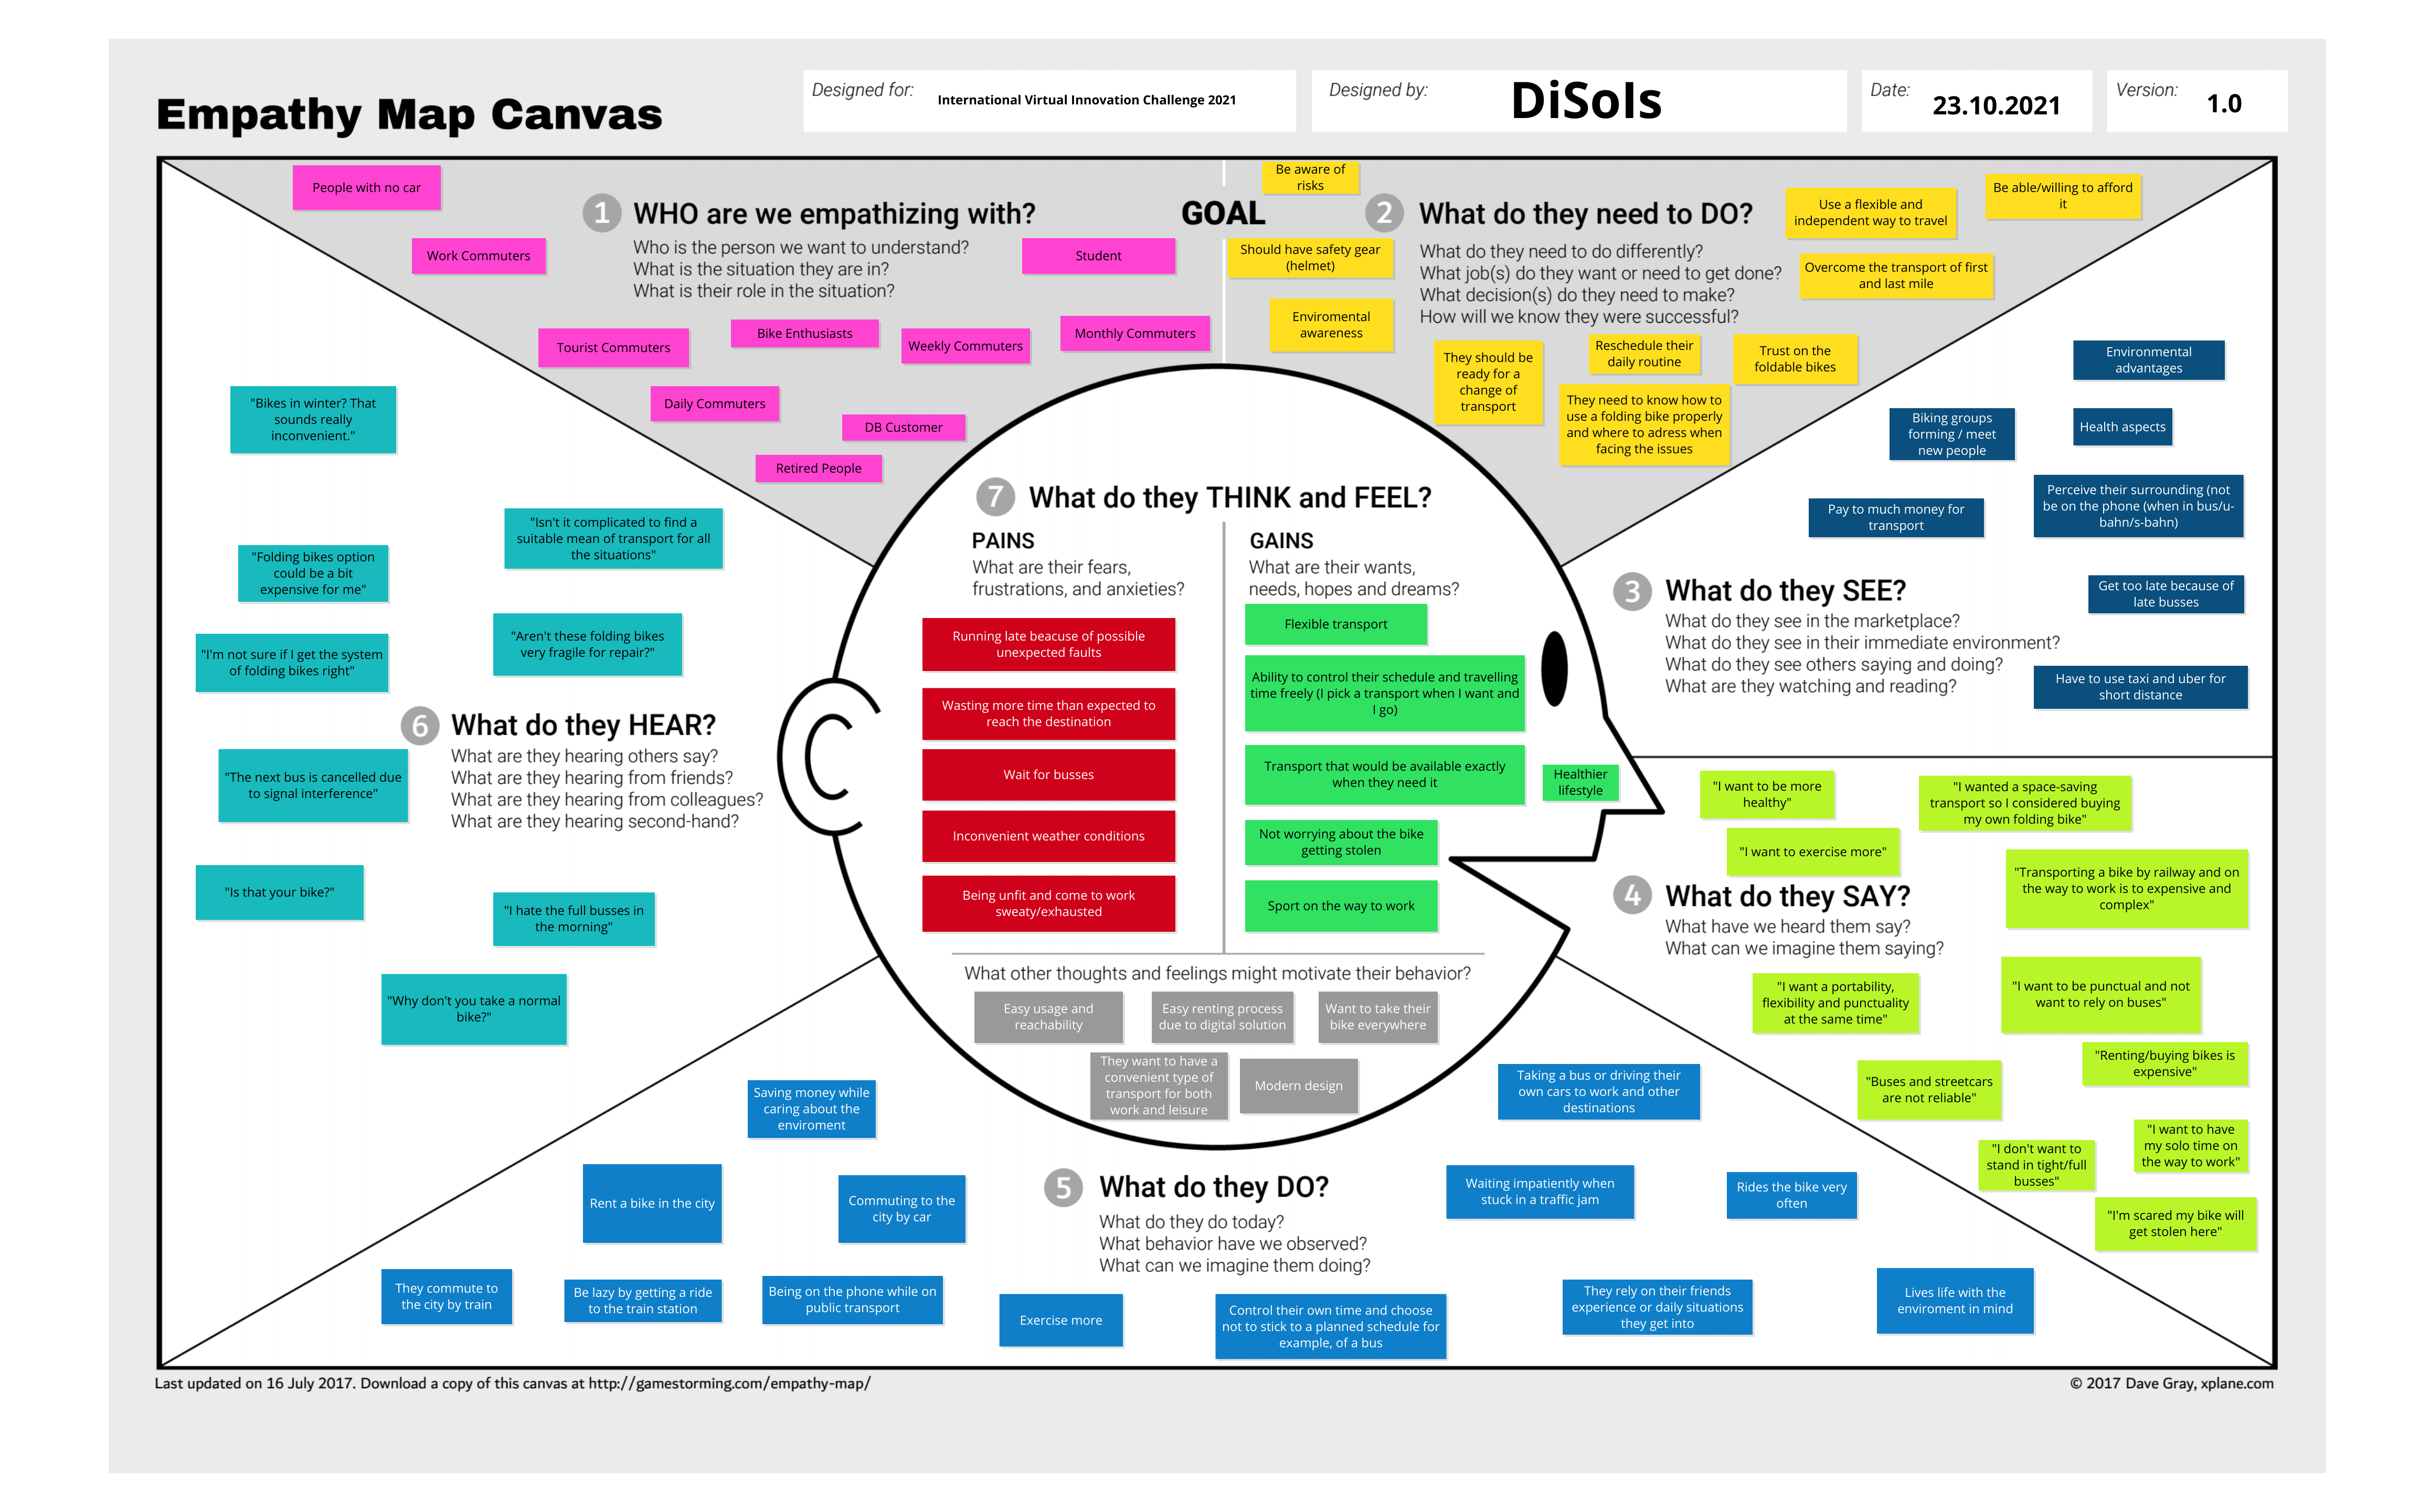 Empathy Map Canvas
Designed for:
International Virtual Innovation Challenge 2021
Designed by:
DiSoIs
Date:
23.10.2021
Version:
1.0
GOAL
1
WHO are we empathizing with?
Who is the person we want to understand?
What is the situation they are in?
What is their role in the situation?
People with no car
Work Commuters
Student
Tourist Commuters
Bike Enthusiasts
Weekly Commuters
Monthly Commuters
Daily Commuters
DB Customer
Retired People
2
What do they need to DO?
What do they need to do differently?
What job(s) do they want or need to get done?
What decision(s) do they need to make?
How will we know they were successful?
Be aware of
risks
Should have safety gear
(helmet)
Enviromental
awareness
Use a flexible and
independent way to travel
Be able/willing to afford
it
Overcome the transport of first
and last mile
They should be
ready for a
change of
transport
Reschedule their
daily routine
Trust on the
foldable bikes
They need to know how to
use a folding bike properly
and where to adress when
facing the issues
3
What do they SEE?
What do they see in the marketplace?
What do they see in their immediate environment?
What do they see others saying and doing?
What are they watching and reading?
Environmental
advantages
Biking groups
forming / meet
new people
Health aspects
Pay to much money for
transport
Perceive their surrounding (not
be on the phone (when in bus/u-
bahn/s-bahn)
Get too late because of
late busses
Have to use taxi and uber for
short distance
4
What do they SAY?
What have we heard them say?
What can we imagine them saying?
"I want to be more
healthy"
"I wanted a space-saving
transport so I considered buying
my own folding bike"
"I want to exercise more"
"Transporting a bike by railway and on
the way to work is to expensive and
complex"
"I want a portability,
flexibility and punctuality
at the same time"
"I want to be punctual and not
want to rely on buses"
"Renting/buying bikes is
expensive"
"Buses and streetcars
are not reliable"
"I want to have
my solo time on
the way to work"
"I don't want to
stand in tight/full
busses"
"I'm scared my bike will
get stolen here"
5
What do they DO?
What do they do today?
What behavior have we observed?
What can we imagine them doing?
Saving money while
caring about the
enviroment
Taking a bus or driving their
own cars to work and other
destinations
Rent a bike in the city
Commuting to the
city by car
Waiting impatiently when
stuck in a traffic jam
Rides the bike very
often
They commute to
the city by train
Be lazy by getting a ride
to the train station
Being on the phone while on
public transport
Exercise more
Control their own time and choose
not to stick to a planned schedule for
example, of a bus
They rely on their friends
experience or daily situations
they get into
Lives life with the
enviroment in mind
6
What do they HEAR?
What are they hearing others say?
What are they hearing from friends?
What are they hearing from colleagues?
What are they hearing second-hand?
"Bikes in winter? That
sounds really
inconvenient."
"Isn't it complicated to find a
suitable mean of transport for all
the situations"
"Folding bikes option
could be a bit
expensive for me"
"Aren't these folding bikes
very fragile for repair?"
"I'm not sure if I get the system
of folding bikes right"
"The next bus is cancelled due
to signal interference"
"Is that your bike?"
"I hate the full busses in
the morning"
"Why don't you take a normal
bike?"
7
What do they THINK and FEEL?
PAINS
What are their fears,
frustrations, and anxieties?
Running late beacuse of possible
unexpected faults
Wasting more time than expected to
reach the destination
Wait for busses
Inconvenient weather conditions
Being unfit and come to work
sweaty/exhausted
GAINS
What are their wants,
needs, hopes and dreams?
Flexible transport
Ability to control their schedule and travelling
time freely (I pick a transport when I want and
I go)
Transport that would be available exactly
when they need it
Healthier
lifestyle
Not worrying about the bike
getting stolen
Sport on the way to work
What other thoughts and feelings might motivate their behavior?
Easy usage and
reachability
Easy renting process
due to digital solution
Want to take their
bike everywhere
They want to have a
convenient type of
transport for both
work and leisure
Modern design
Last updated on 16 July 2017. Download a copy of this canvas at http://gamestorming.com/empathy-map/
© 2017 Dave Gray, xplane.com